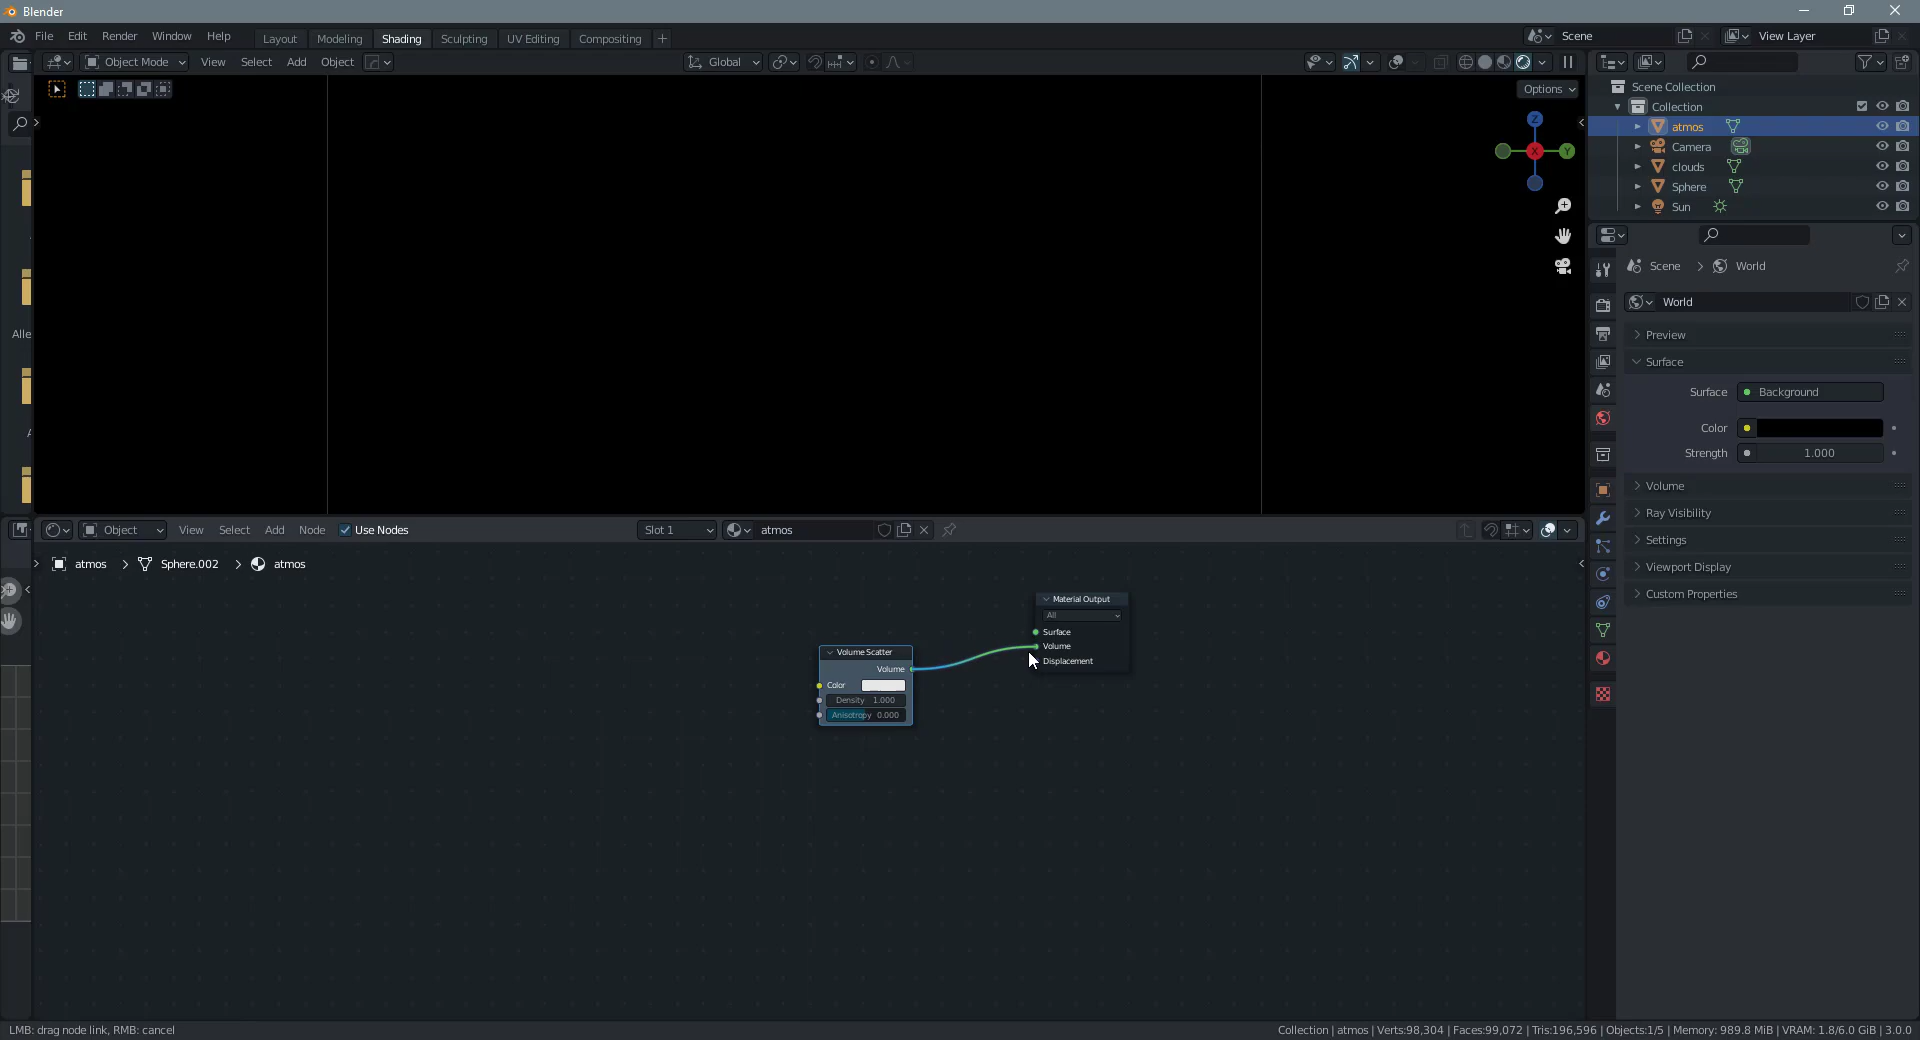 Blender
File Edit Render Window Help Layout Modeling Shading Sculpting UV Editing Compositing + Scene View Layer
Object Mode View Select Add Object Global
Options
Z
X Y
Scene Collection
Collection
atmos
Camera
clouds
Sphere
Sun
Scene > World
World
Preview
Surface
Surface Background
Color
Strength 1.000
Volume
Ray Visibility
Settings
Viewport Display
Custom Properties
Alle
Object View Select Add Node Use Nodes Slot 1 atmos
atmos > Sphere.002 > atmos
Material Output
All
Surface
Volume
Displacement
Volume Scatter
Volume
Color
Density 1.000
Anisotropy 0.000
LMB: drag node link, RMB: cancel
Collection | atmos | Verts:98,304 | Faces:99,072 | Tris:196,596 | Objects:1/5 | Memory: 989.8 MiB | VRAM: 1.8/6.0 GiB | 3.0.0